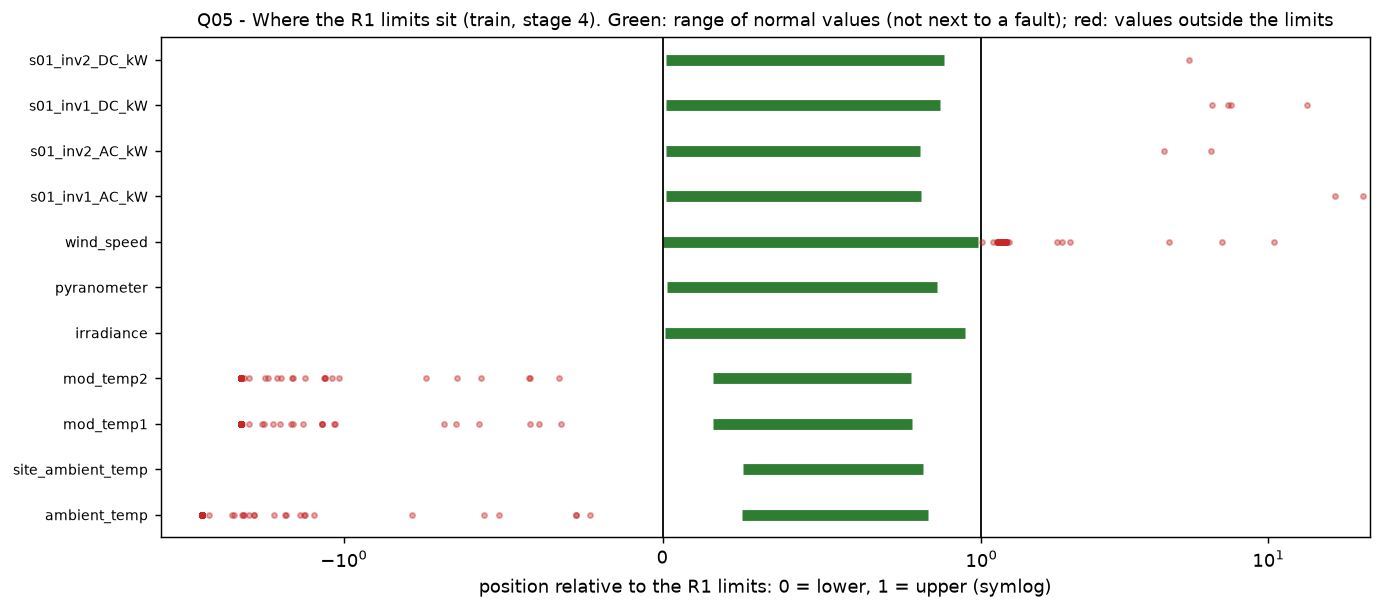 Q05 - Where the R1 limits sit (train, stage 4). Green: range of normal values (not next to a fault); red: values outside the limits
s01_inv2_DC_kW
s01_inv1_DC_kW
s01_inv2_AC_kW
s01_inv1_AC_kW
wind_speed
pyranometer
irradiance
mod_temp2
mod_temp1
site_ambient_temp
ambient_temp
−10⁰ 0 10⁰ 10¹
position relative to the R1 limits: 0 = lower, 1 = upper (symlog)